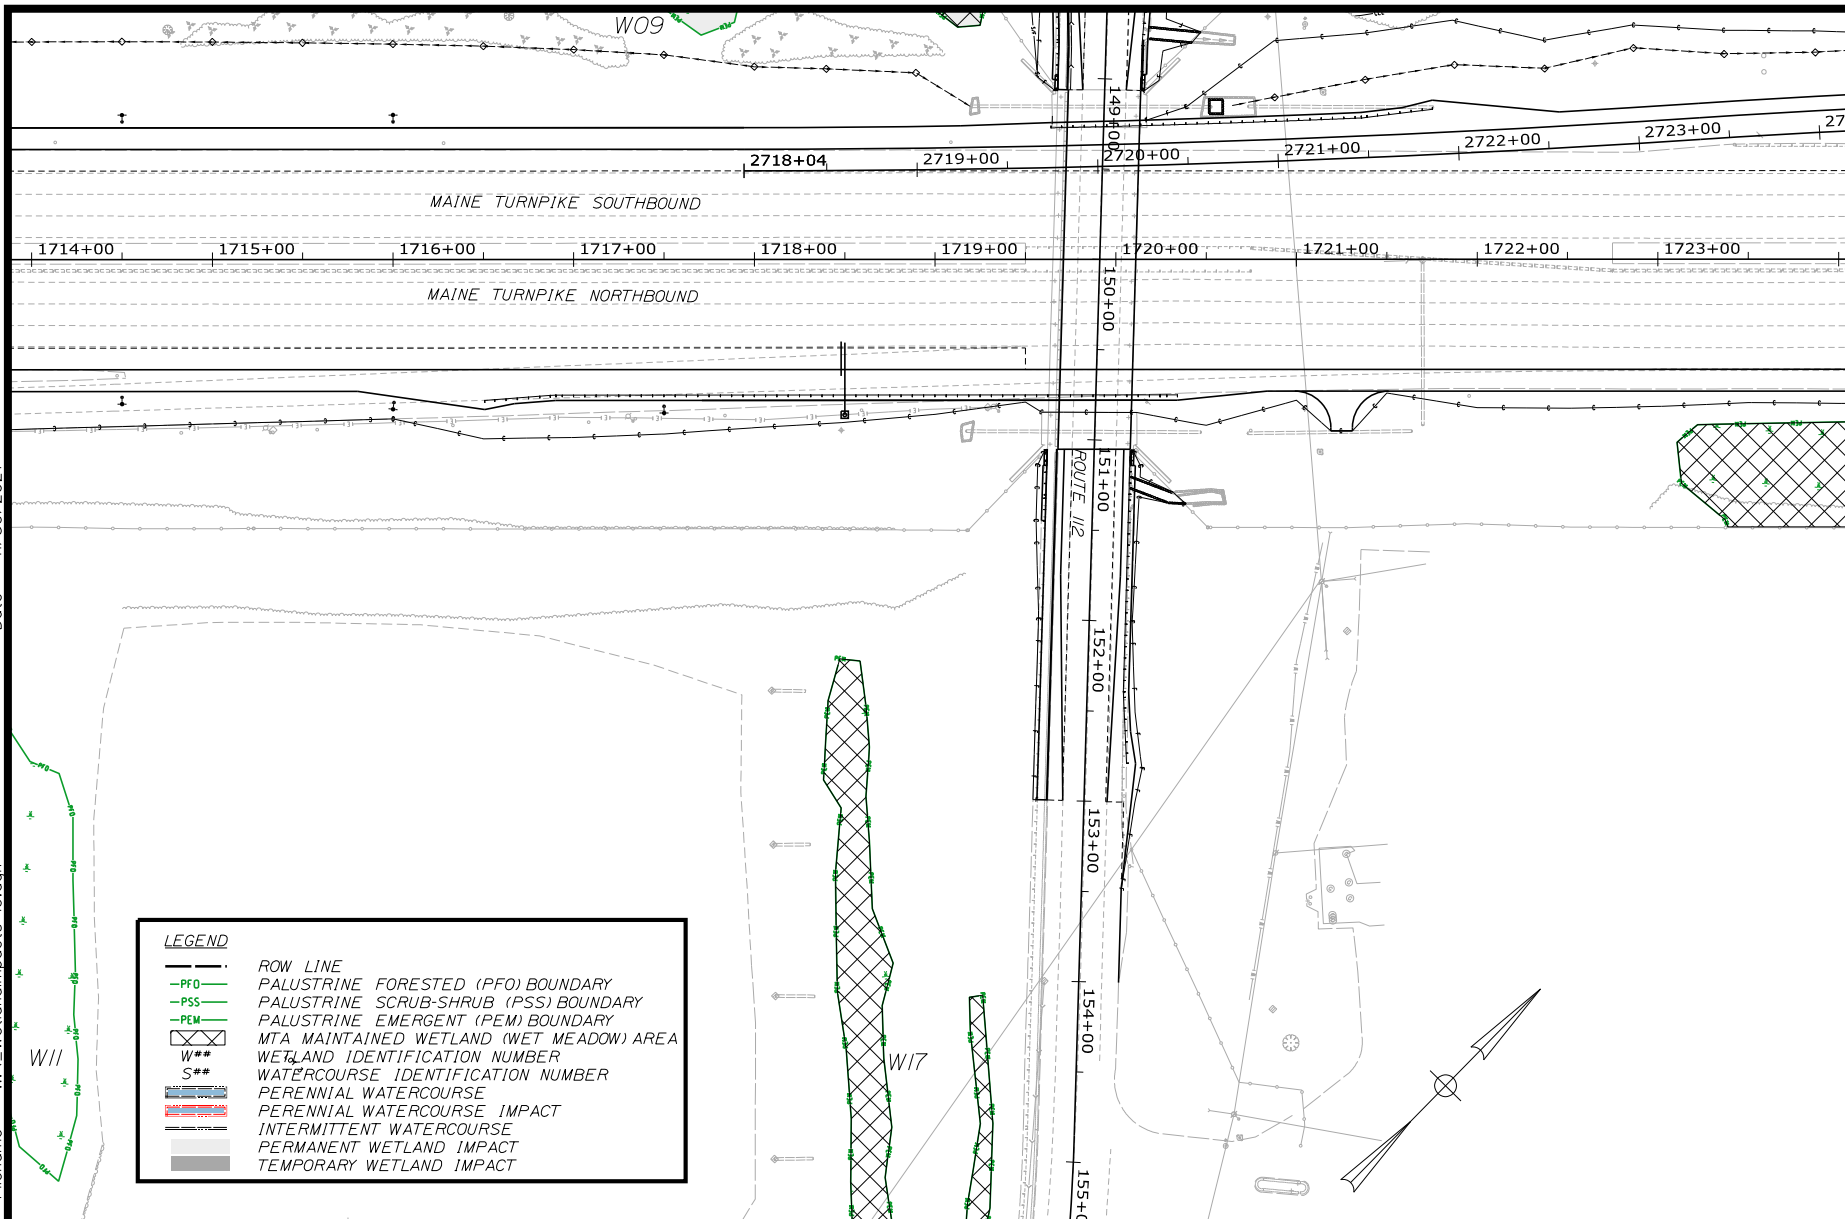 W09
149+00
2718+04
2719+00
2720+00
2721+00
2722+00
2723+00
27
MAINE TURNPIKE SOUTHBOUND
1714+00
1715+00
1716+00
1717+00
1718+00
1719+00
1720+00
1721+00
1722+00
1723+00
MAINE TURNPIKE NORTHBOUND
150+00
151+00
ROUTE 112
152+00
153+00
154+00
155+0
W11
W17
LEGEND
ROW LINE
PFO PALUSTRINE FORESTED (PFO) BOUNDARY
PSS PALUSTRINE SCRUB-SHRUB (PSS) BOUNDARY
PEM PALUSTRINE EMERGENT (PEM) BOUNDARY
MTA MAINTAINED WETLAND (WET MEADOW) AREA
W## WETLAND IDENTIFICATION NUMBER
S## WATERCOURSE IDENTIFICATION NUMBER
PERENNIAL WATERCOURSE
PERENNIAL WATERCOURSE IMPACT
INTERMITTENT WATERCOURSE
PERMANENT WETLAND IMPACT
TEMPORARY WETLAND IMPACT